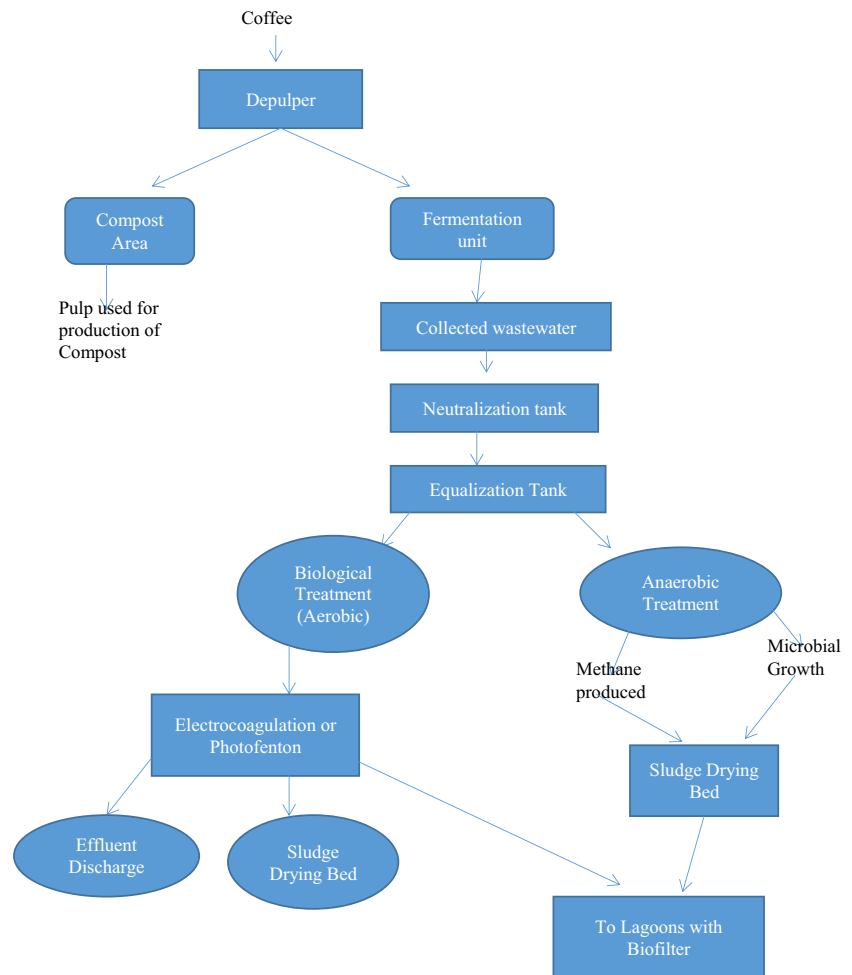 Coffee
Depulper
Compost
Area
Fermentation
unit
Pulp used for
production of
Compost
Collected wastewater
Neutralization tank
Equalization Tank
Biological
Treatment
(Aerobic)
Anaerobic
Treatment
Methane
produced
Microbial
Growth
Electrocoagulation or
Photofenton
Sludge Drying
Bed
Effluent
Discharge
Sludge
Drying Bed
To Lagoons with
Biofilter